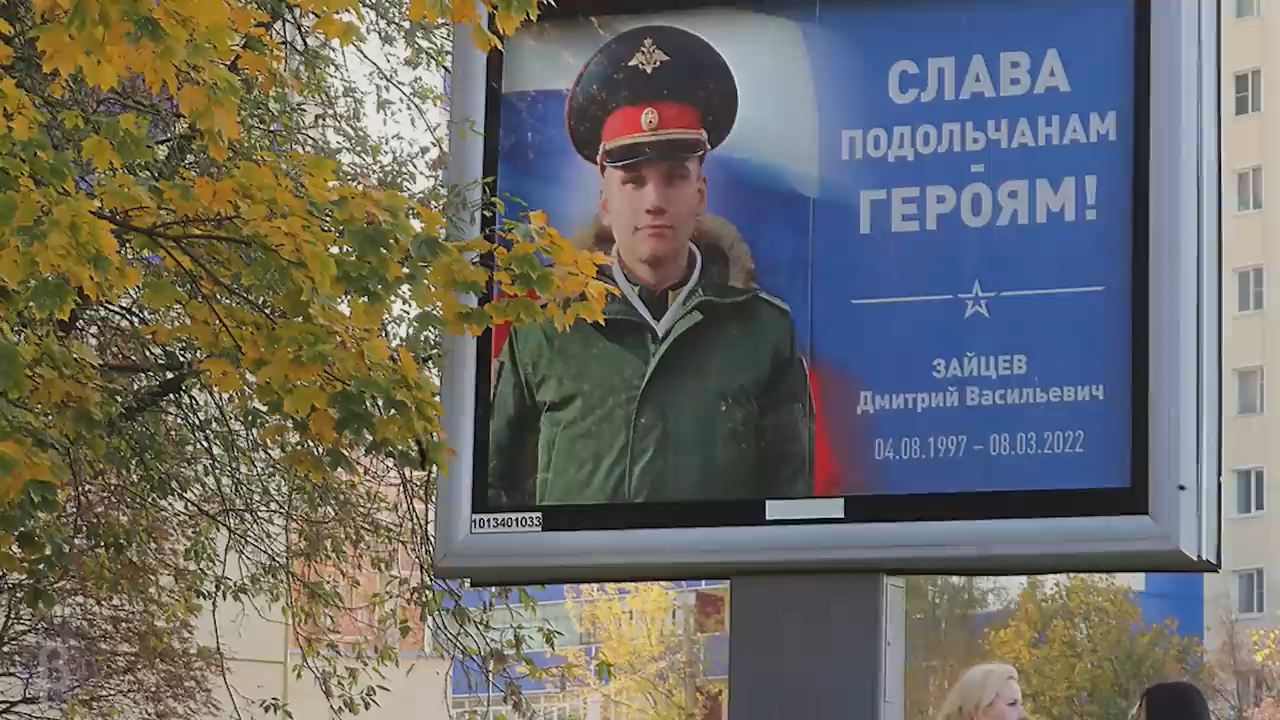 СЛАВА
ПОДОЛЬЧАНАМ
-
ГЕРОЯМ!
ЗАЙЦЕВ
Дмитрий Васильевич
04.08.1997 – 08.03.2022
1013401033